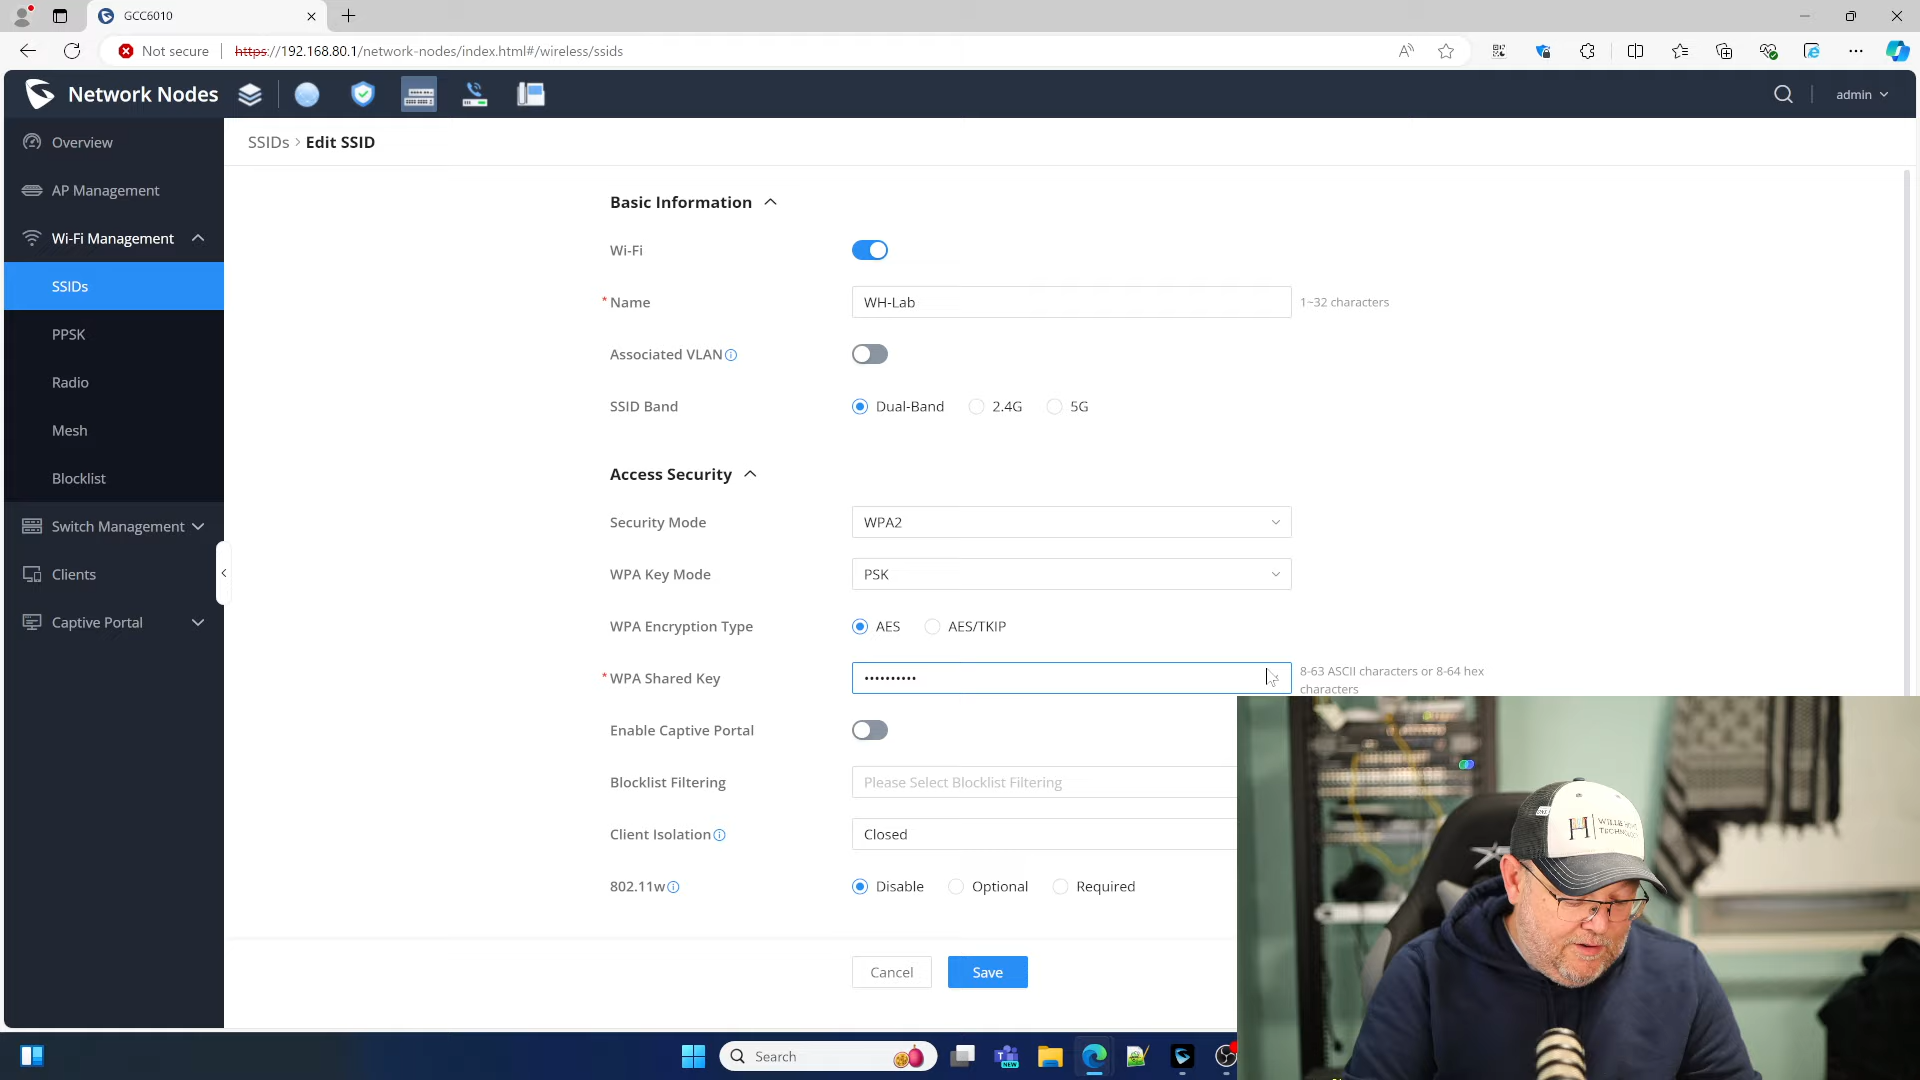 GCC6010
Not secure https://192.168.80.1/network-nodes/index.html#/wireless/ssids
Network Nodes
admin
Overview
AP Management
Wi-Fi Management
SSIDs
PPSK
Radio
Mesh
Blocklist
Switch Management
Clients
Captive Portal
SSIDs > Edit SSID
Basic Information
Wi-Fi
* Name WH-Lab 1~32 characters
Associated VLAN
SSID Band Dual-Band 2.4G 5G
Access Security
Security Mode WPA2
WPA Key Mode PSK
WPA Encryption Type AES AES/TKIP
* WPA Shared Key •••••••••• 8-63 ASCII characters or 8-64 hex
characters
Enable Captive Portal
Blocklist Filtering Please Select Blocklist Filtering
Client Isolation Closed
802.11w Disable Optional Required
Cancel Save
Search
NEW
H WILLIE HOWE
TECHNOLOGY